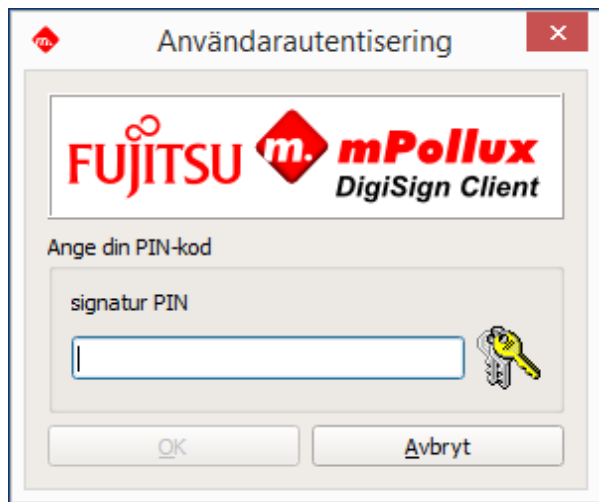 m.
Användarautentisering
×
FUJITSU m. mPollux
DigiSign Client
Ange din PIN-kod
signatur PIN
OK
Avbryt